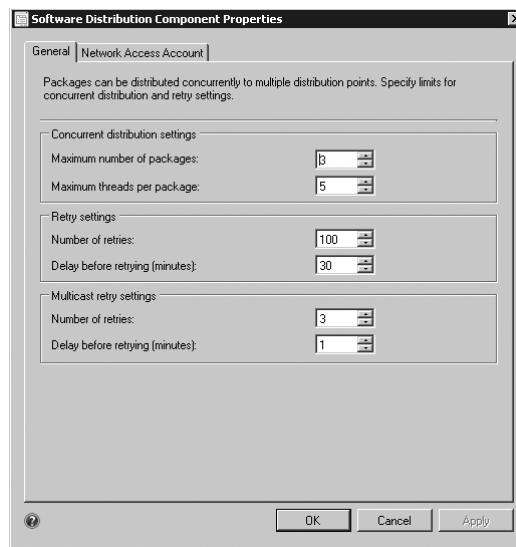 Software Distribution Component Properties
General
Network Access Account
Packages can be distributed concurrently to multiple distribution points. Specify limits for
concurrent distribution and retry settings.
Concurrent distribution settings
Maximum number of packages: 3
Maximum threads per package: 5
Retry settings
Number of retries: 100
Delay before retrying (minutes): 30
Multicast retry settings
Number of retries: 3
Delay before retrying (minutes): 1
OK
Cancel
Apply